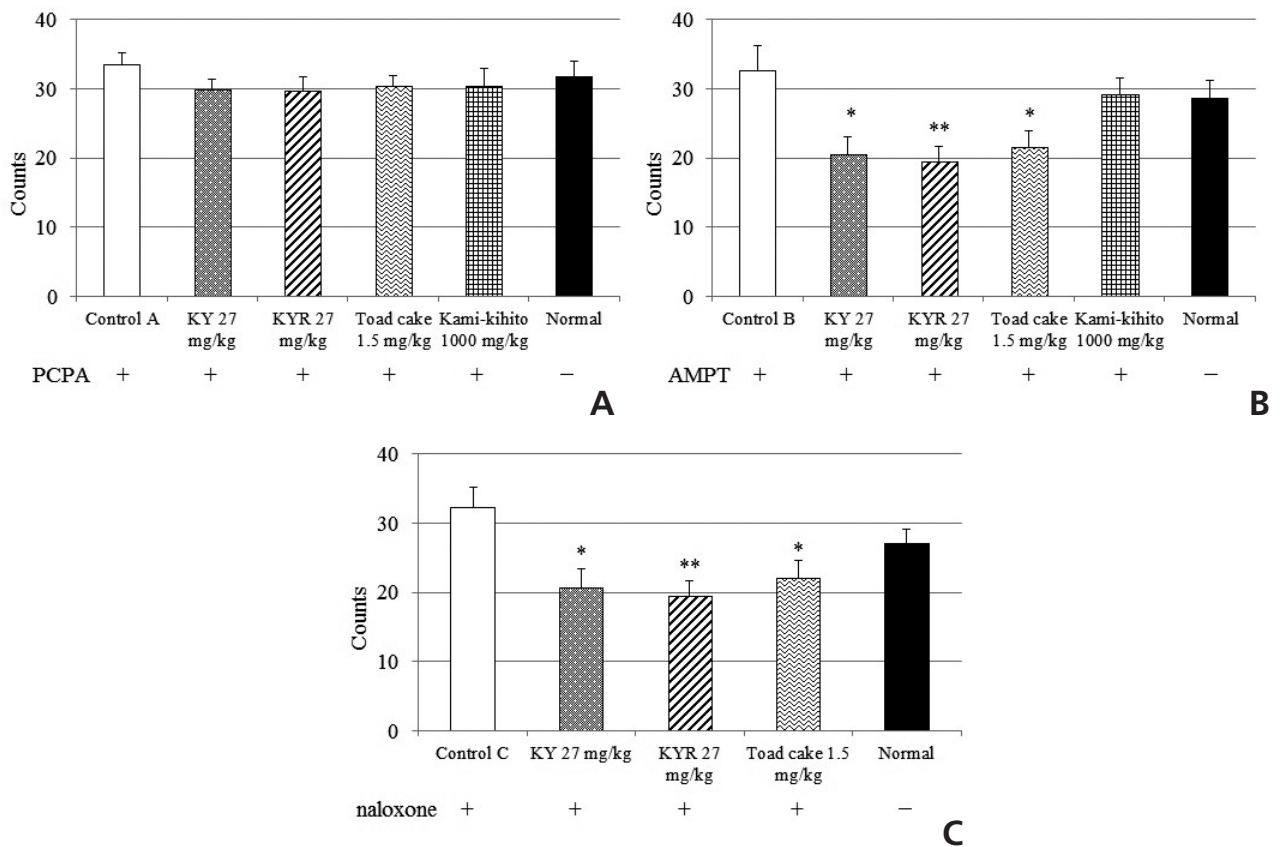 40
30
20
10
0
Counts
Control A
KY 27
mg/kg
KYR 27
mg/kg
Toad cake
1.5 mg/kg
Kami-kihito
1000 mg/kg
Normal
PCPA + + + + + −
A
40
30
20
10
0
Counts
*
**
*
Control B
KY 27
mg/kg
KYR 27
mg/kg
Toad cake
1.5 mg/kg
Kami-kihito
1000 mg/kg
Normal
AMPT + + + + + −
B
40
30
20
10
0
Counts
*
**
*
Control C
KY 27 mg/kg
KYR 27
mg/kg
Toad cake 1.5
mg/kg
Normal
naloxone + + + + −
C